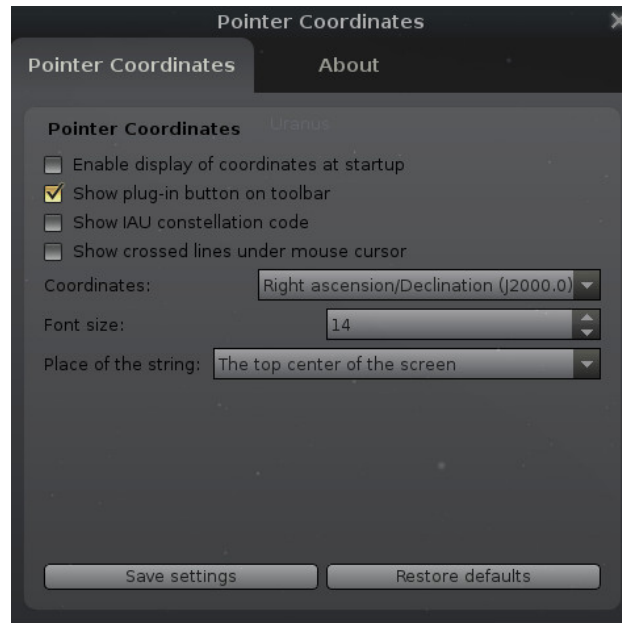 Pointer Coordinates
Pointer Coordinates About
Pointer Coordinates
Uranus
Enable display of coordinates at startup
Show plug-in button on toolbar
Show IAU constellation code
Show crossed lines under mouse cursor
Coordinates: Right ascension/Declination (J2000.0)
Font size: 14
Place of the string: The top center of the screen
Save settings Restore defaults